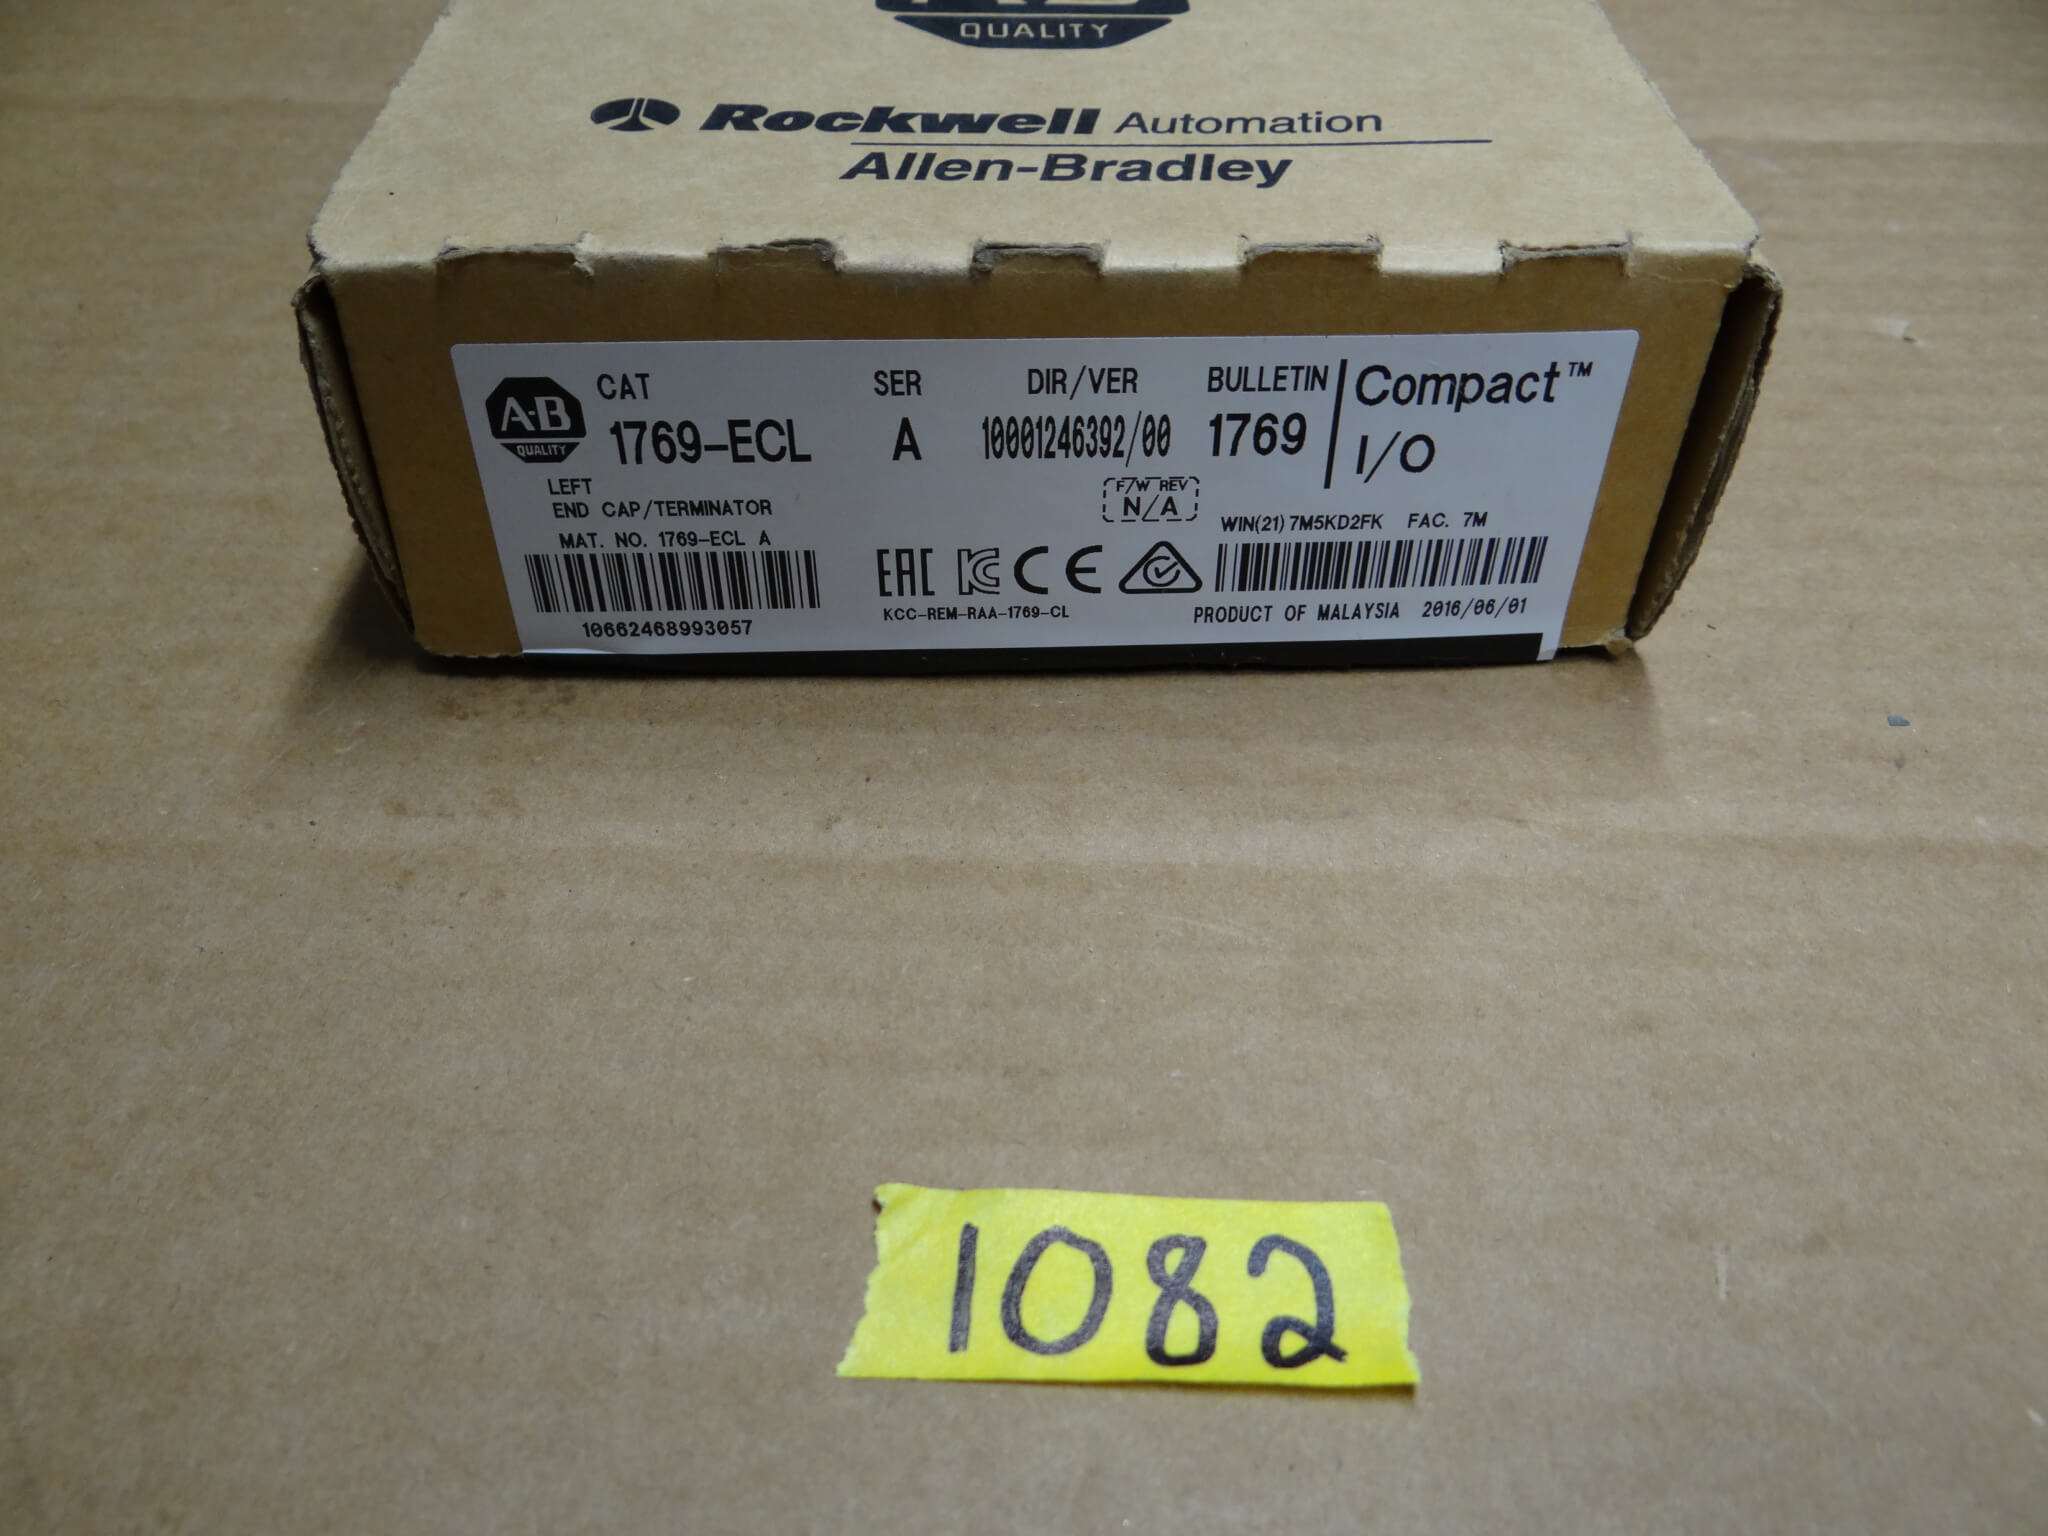 QUALITY
Rockwell Automation
Allen-Bradley
A-B
QUALITY
CAT
1769-ECL
SER
A
DIR/VER
10001246392/00
BULLETIN
1769
Compact™
I/O
LEFT
END CAP/TERMINATOR
F/W REV
N/A
MAT. NO. 1769-ECL A
10662468993057
EAC KC CE
KCC-REM-RAA-1769-CL
WIN(21) 7M5KD2FK FAC. 7M
PRODUCT OF MALAYSIA 2016/06/01
1082